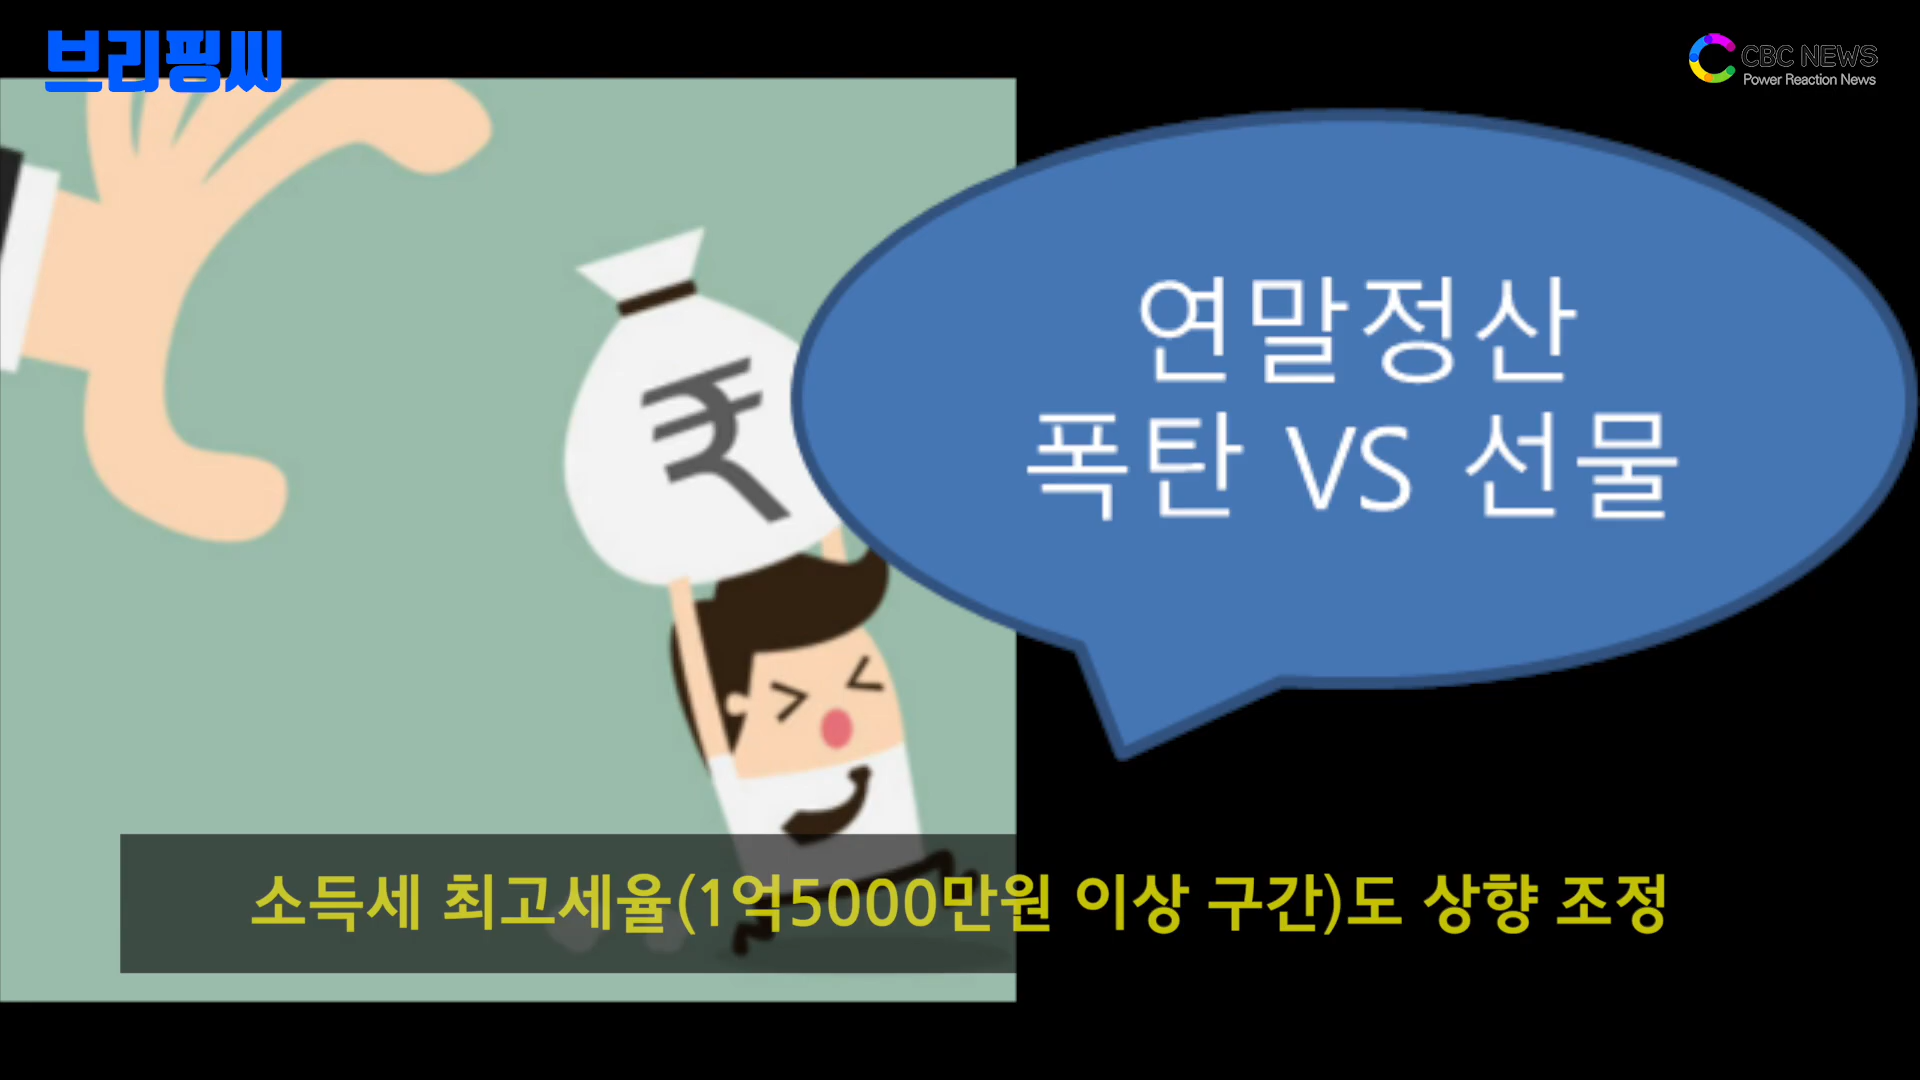 브리핑씨
CBC NEWS
Power Reaction News
연말정산
폭탄 VS 선물
₹
소득세 최고세율(1억5000만원 이상 구간)도 상향 조정